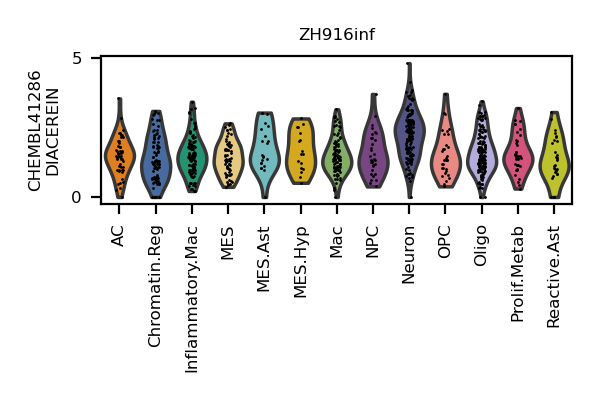 ZH916inf
CHEMBL41286
DIACEREIN
5
0
AC
Chromatin.Reg
Inflammatory.Mac
MES
MES.Ast
MES.Hyp
Mac
NPC
Neuron
OPC
Oligo
Prolif.Metab
Reactive.Ast